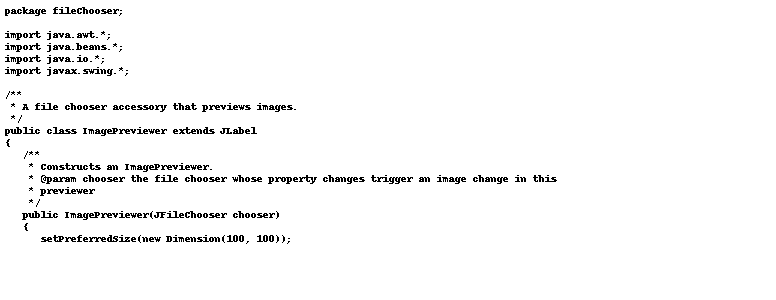 package fileChooser;

import java.awt.*;
import java.beans.*;
import java.io.*;
import javax.swing.*;

/**
 * A file chooser accessory that previews images.
 */
public class ImagePreviewer extends JLabel
{
   /**
    * Constructs an ImagePreviewer.
    * @param chooser the file chooser whose property changes trigger an image change in this
    * previewer
    */
   public ImagePreviewer(JFileChooser chooser)
   {
      setPreferredSize(new Dimension(100, 100));